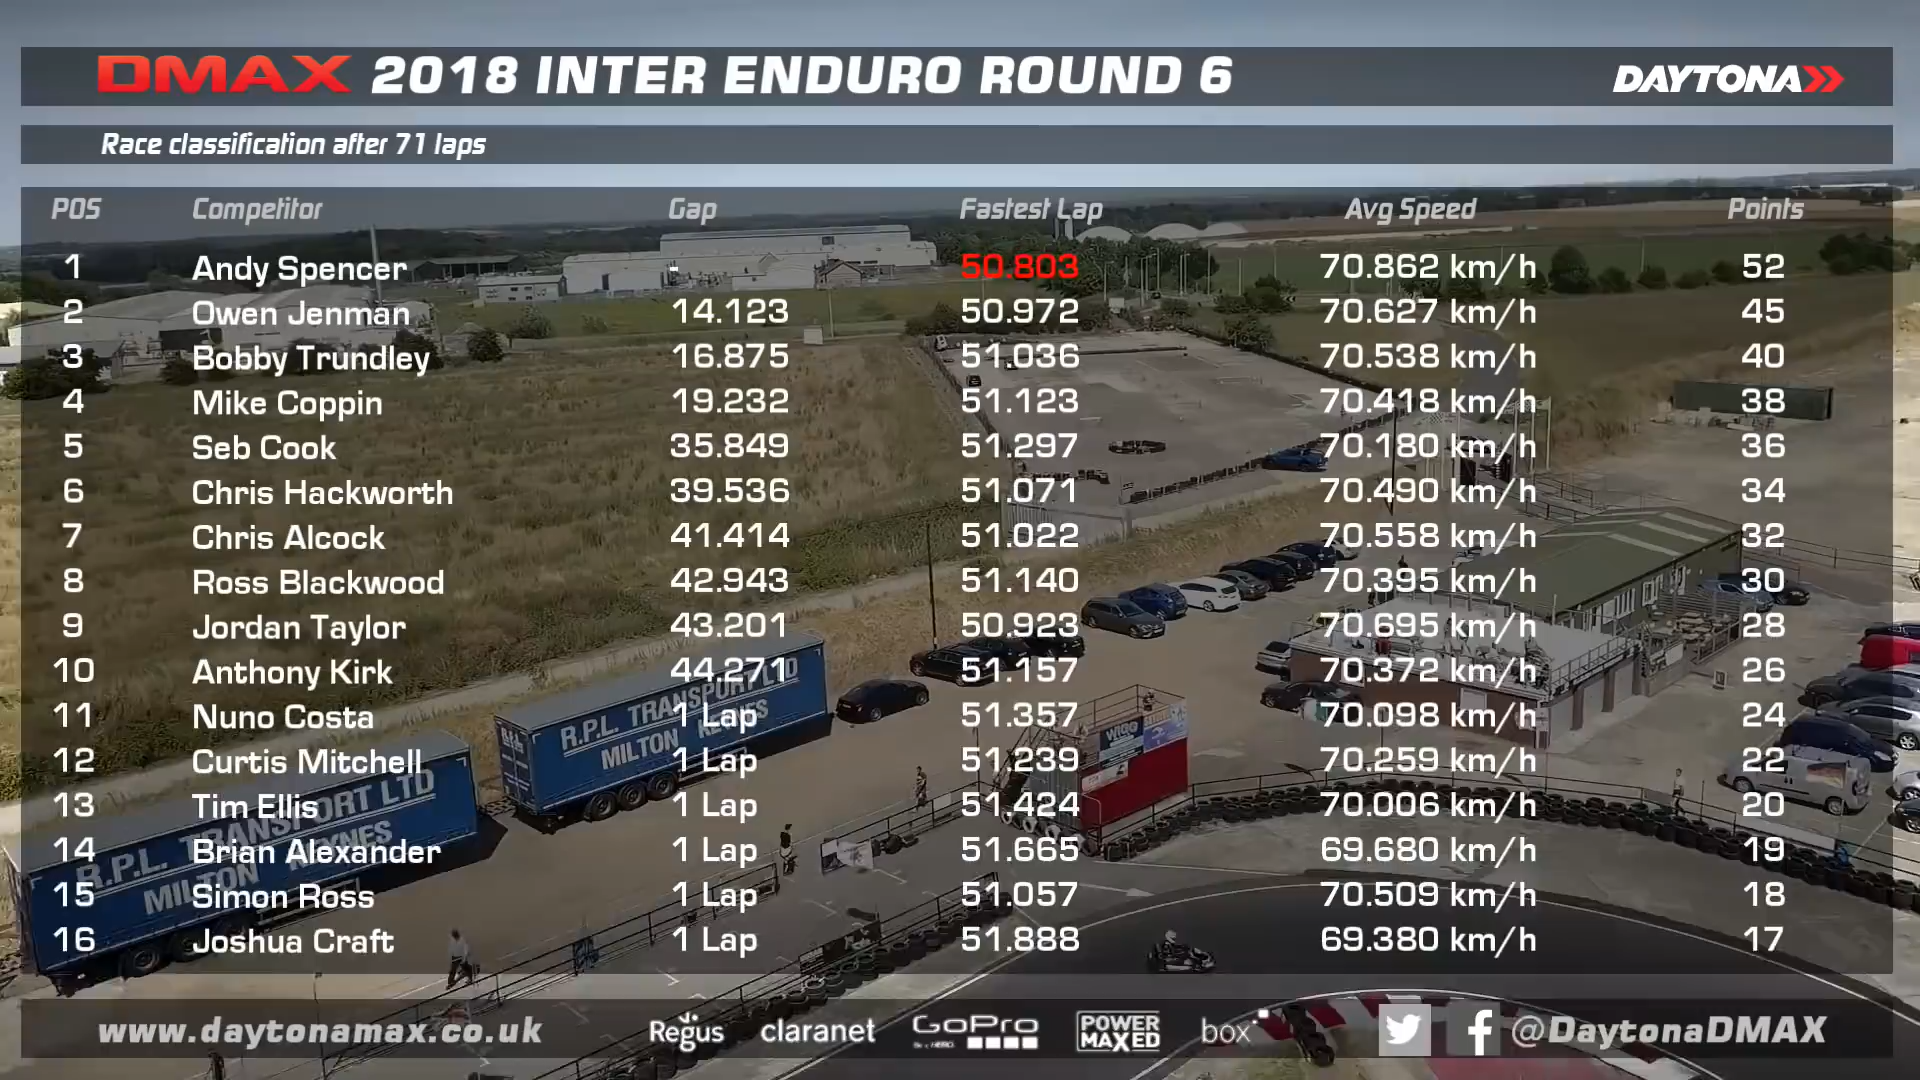 DMAX 2018 INTER ENDURO ROUND 6 DAYTONA
Race classification after 71 laps
POS Competitor Gap Fastest Lap Avg Speed Points
1 Andy Spencer - 50.803 70.862 km/h 52
2 Owen Jenman 14.123 50.972 70.627 km/h 45
3 Bobby Trundley 16.875 51.036 70.538 km/h 40
4 Mike Coppin 19.232 51.123 70.418 km/h 38
5 Seb Cook 35.849 51.297 70.180 km/h 36
6 Chris Hackworth 39.536 51.071 70.490 km/h 34
7 Chris Alcock 41.414 51.022 70.558 km/h 32
8 Ross Blackwood 42.943 51.140 70.395 km/h 30
9 Jordan Taylor 43.201 50.923 70.695 km/h 28
10 Anthony Kirk 44.271 51.157 70.372 km/h 26
11 Nuno Costa 1 Lap 51.357 70.098 km/h 24
12 Curtis Mitchell 1 Lap 51.239 70.259 km/h 22
13 Tim Ellis 1 Lap 51.424 70.006 km/h 20
14 Brian Alexander 1 Lap 51.665 69.680 km/h 19
15 Simon Ross 1 Lap 51.057 70.509 km/h 18
16 Joshua Craft 1 Lap 51.888 69.380 km/h 17
R.P.L. TRANSPORT LTD
MILTON KEYNES
R.P.L. TRANSPORT LTD
MILTON KEYNES
www.daytonamax.co.uk Regus claranet GoPro POWER MAXED box @DaytonaDMAX